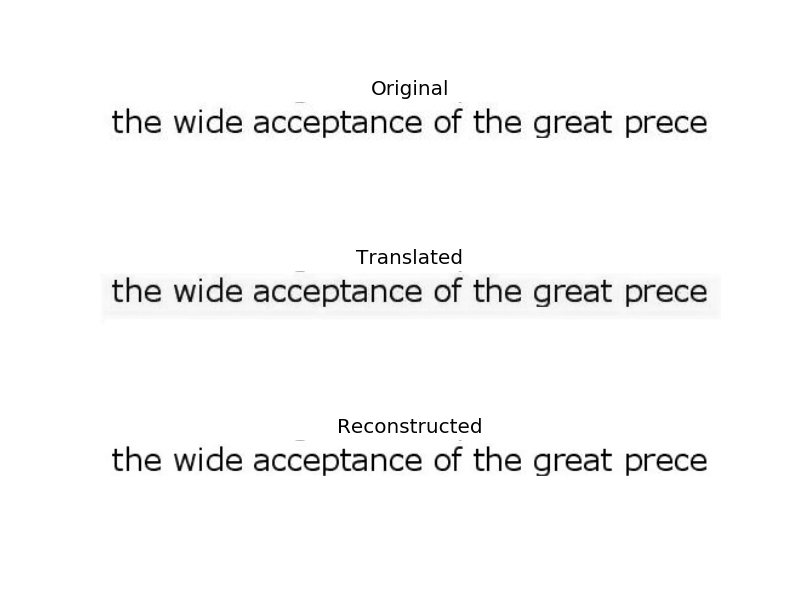 Original
the wide acceptance of the great prece
Translated
the wide acceptance of the great prece
Reconstructed
the wide acceptance of the great prece